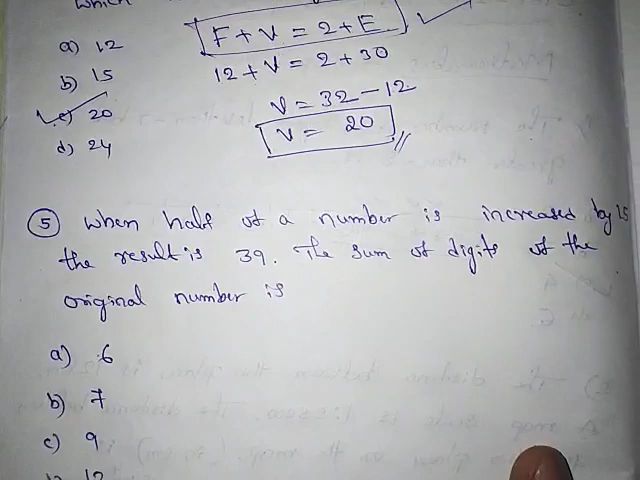 which
a) 12
F + V = 2 + E
b) 15
12 + V = 2 + 30
c) 20
V = 32 - 12
d) 24
V = 20 //
5 When half of a number is increased by 15
the result is 39. The sum of digits of the
original number is
a) 6
b) 7
c) 9